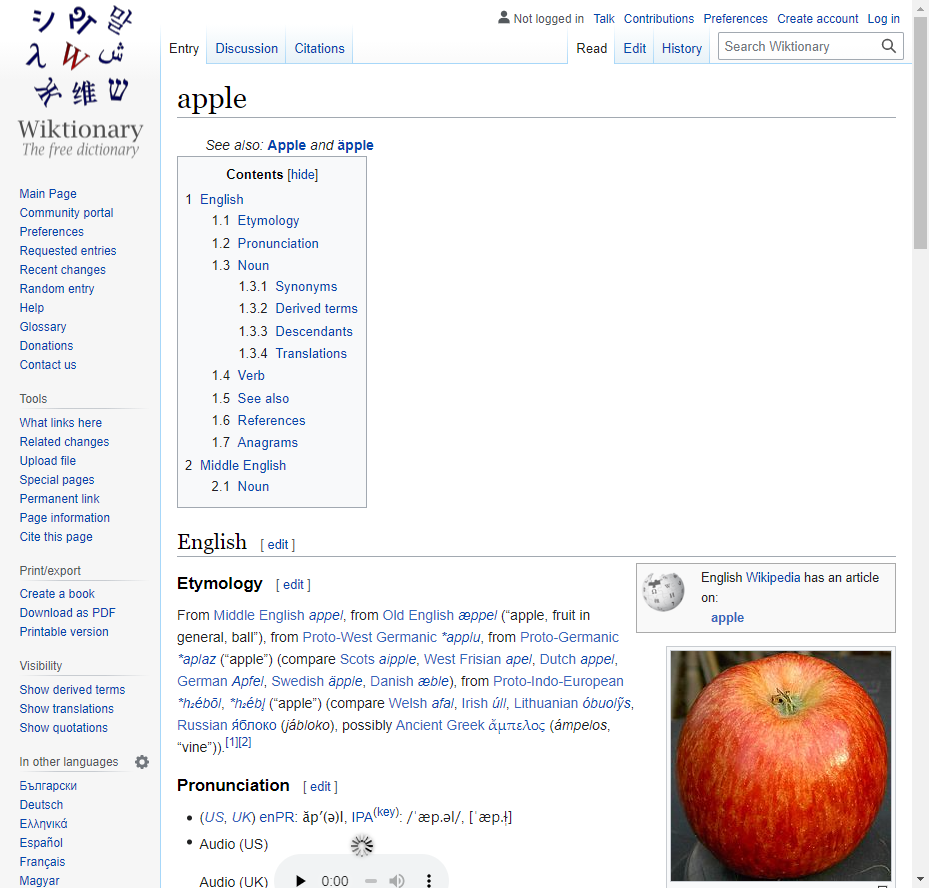 Not logged in Talk Contributions Preferences Create account Log in
Entry Discussion Citations Read Edit History Search Wiktionary
シ 말
維 ש
Wiktionary
The free dictionary
Main Page
Community portal
Preferences
Requested entries
Recent changes
Random entry
Help
Glossary
Donations
Contact us
Tools
What links here
Related changes
Upload file
Special pages
Permanent link
Page information
Cite this page
Print/export
Create a book
Download as PDF
Printable version
Visibility
Show derived terms
Show translations
Show quotations
In other languages
Български
Deutsch
Ελληνικά
Español
Français
Magyar
apple
See also: Apple and äpple
Contents [hide]
1 English
1.1 Etymology
1.2 Pronunciation
1.3 Noun
1.3.1 Synonyms
1.3.2 Derived terms
1.3.3 Descendants
1.3.4 Translations
1.4 Verb
1.5 See also
1.6 References
1.7 Anagrams
2 Middle English
2.1 Noun
English [ edit ]
Etymology [ edit ]
From Middle English appel, from Old English æppel (“apple, fruit in
general, ball”), from Proto-West Germanic *applu, from Proto-Germanic
*aplaz (“apple”) (compare Scots aipple, West Frisian apel, Dutch appel,
German Apfel, Swedish äpple, Danish æble), from Proto-Indo-European
*h₂ébōl, *h₂ébl̥ (“apple”) (compare Welsh afal, Irish úll, Lithuanian óbuolỹs,
Russian я́блоко (jábloko), possibly Ancient Greek ἄμπελος (ámpelos,
“vine”)).[1][2]
English Wikipedia has an article
on:
apple
Pronunciation [ edit ]
• (US, UK) enPR: ăp′(ə)l, IPA(key): /ˈæp.əl/, [ˈæp.ɫ̩]
• Audio (US)
Audio (UK) 0:00